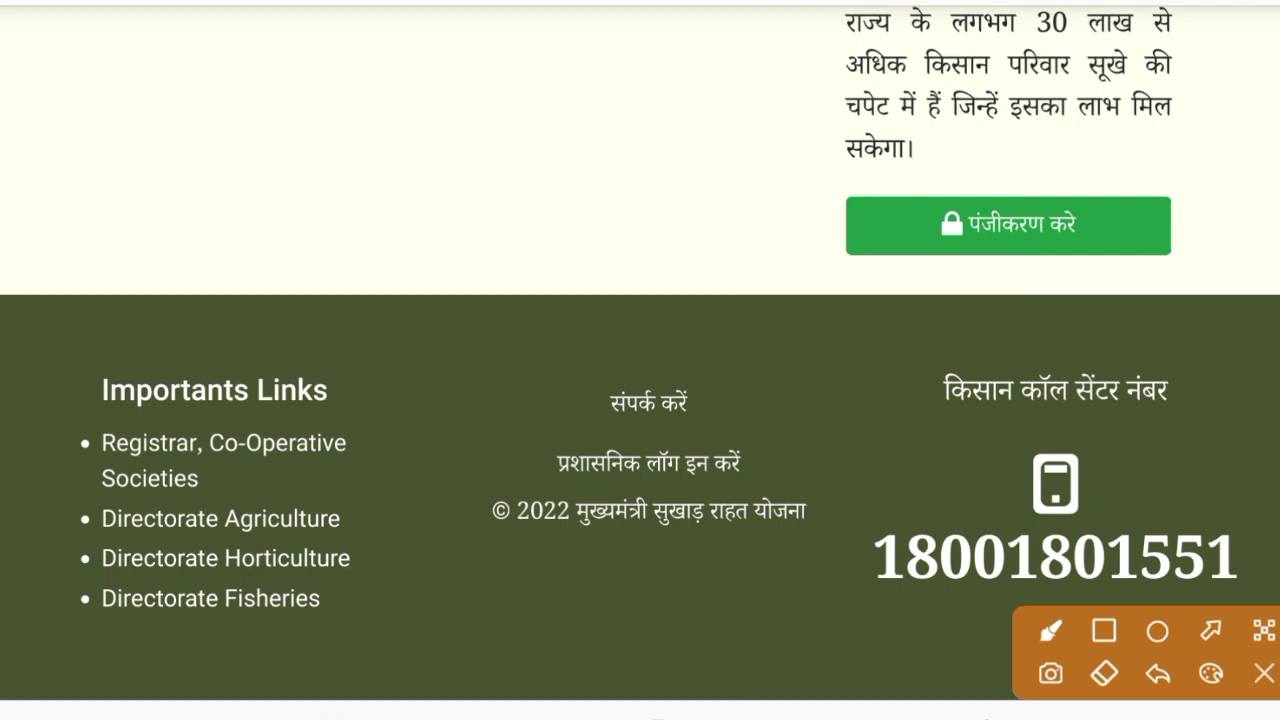 राज्य के लगभग 30 लाख से
अधिक किसान परिवार सूखे की
चपेट में हैं जिन्हें इसका लाभ मिल
सकेगा।
पंजीकरण करे
Importants Links
Registrar, Co-Operative
Societies
Directorate Agriculture
Directorate Horticulture
Directorate Fisheries
संपर्क करें
प्रशासनिक लॉग इन करें
© 2022 मुख्यमंत्री सुखाड़ राहत योजना
किसान कॉल सेंटर नंबर
18001801551